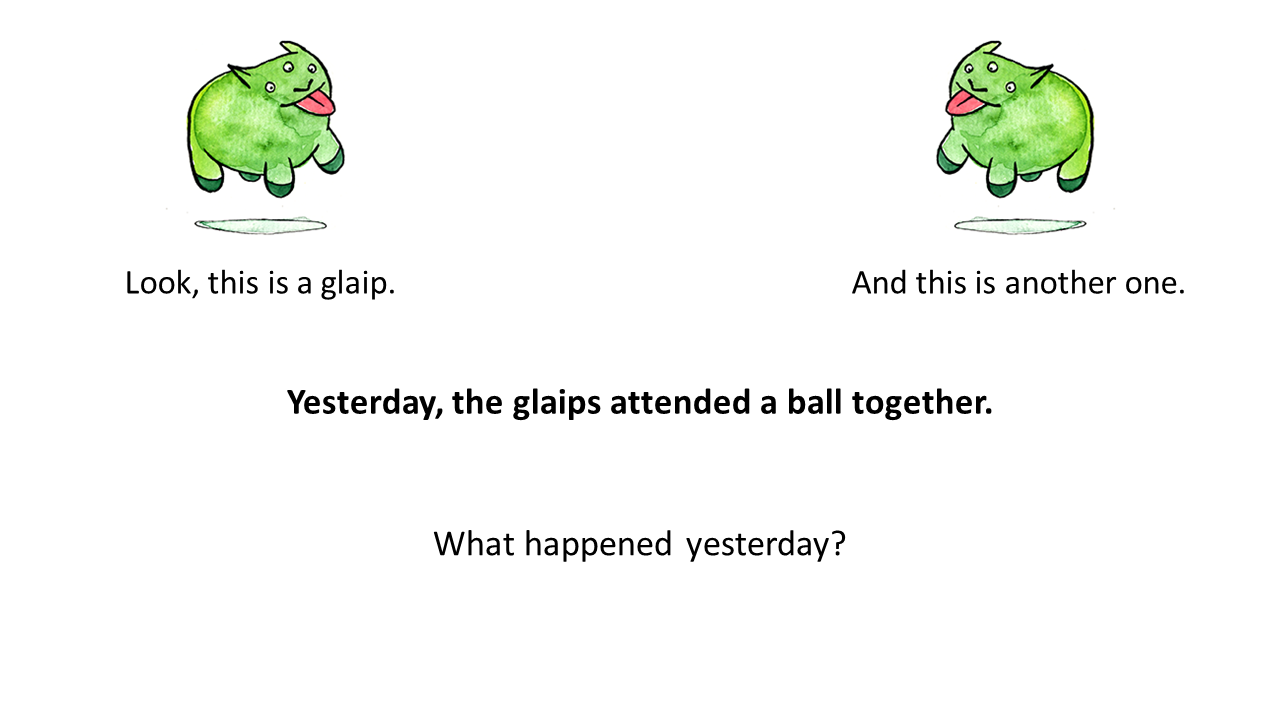 Look, this is a glaip.
And this is another one.
Yesterday, the glaips attended a ball together.
What happened yesterday?